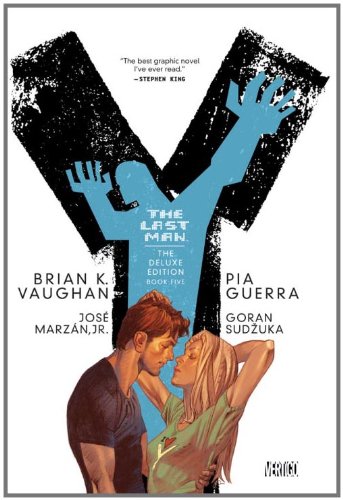 "The best graphic novel
I've ever read."
—STEPHEN KING
Y
THE
LAST
MAN.
THE
DELUXE
EDITION
BOOK FIVE
BRIAN K.
VAUGHAN
PIA
GUERRA
JOSÉ
MARZÁN, JR.
GORAN
SUDŽUKA
Y
VERTIGO